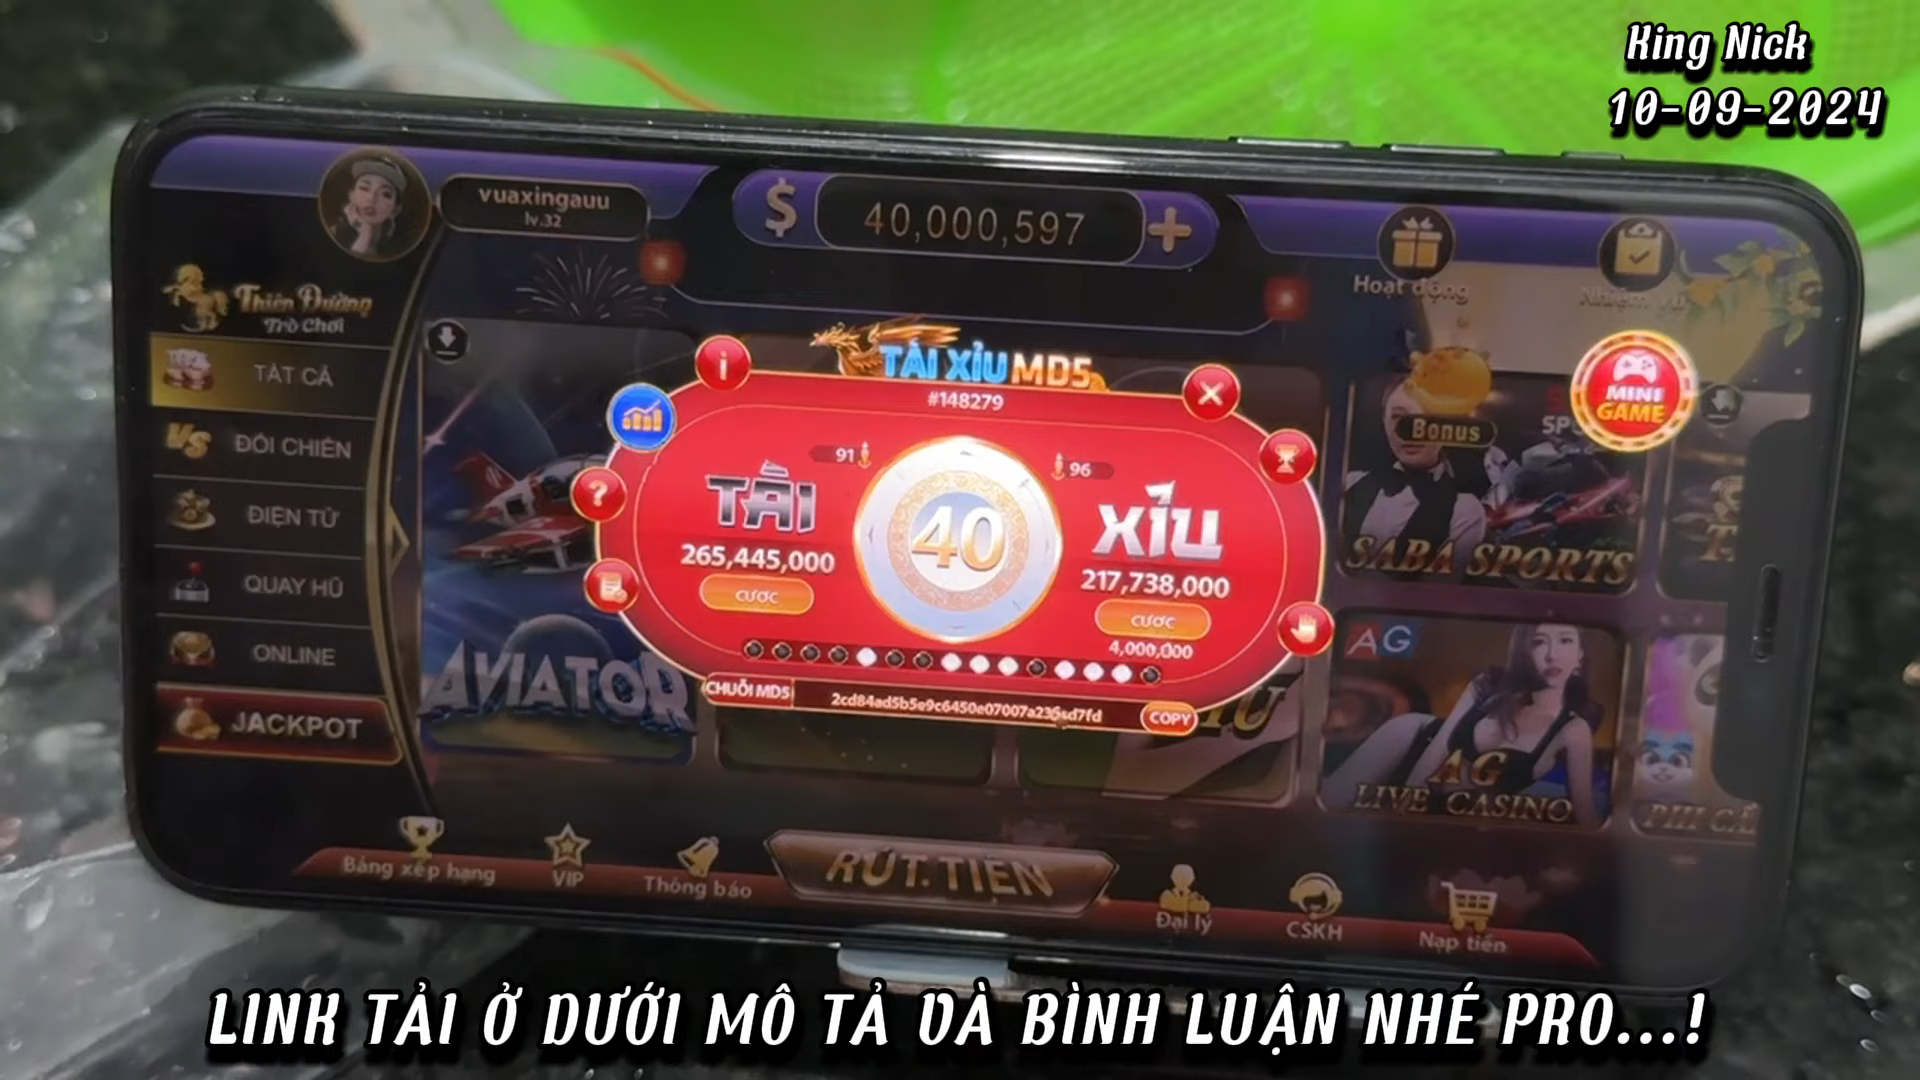 King Nick
10-09-2024
vuaxingauu
lv.32
$ 40,000,597 +
Hoạt động
Nhiệm vụ
Thiên Đường
Trò Chơi
TẤT CẢ
VS ĐỐI CHIẾN
ĐIỆN TỬ
QUAY HŨ
ONLINE
JACKPOT
TÀI XỈU MD5
#148279
MINI
GAME
Bonus
91
96
TÀI
40
XỈU
265,445,000
217,738,000
CƯỢC
CƯỢC
4,000,000
CHUỖI MD5
COPY
AVIATOR
SABA SPORTS
AG
AG
LIVE CASINO
Bảng xếp hạng
VIP
Thông báo
RÚT TIỀN
Đại lý
CSKH
Nạp tiền
LINK TẢI Ở DƯỚI MÔ TẢ VÀ BÌNH LUẬN NHÉ PRO...!